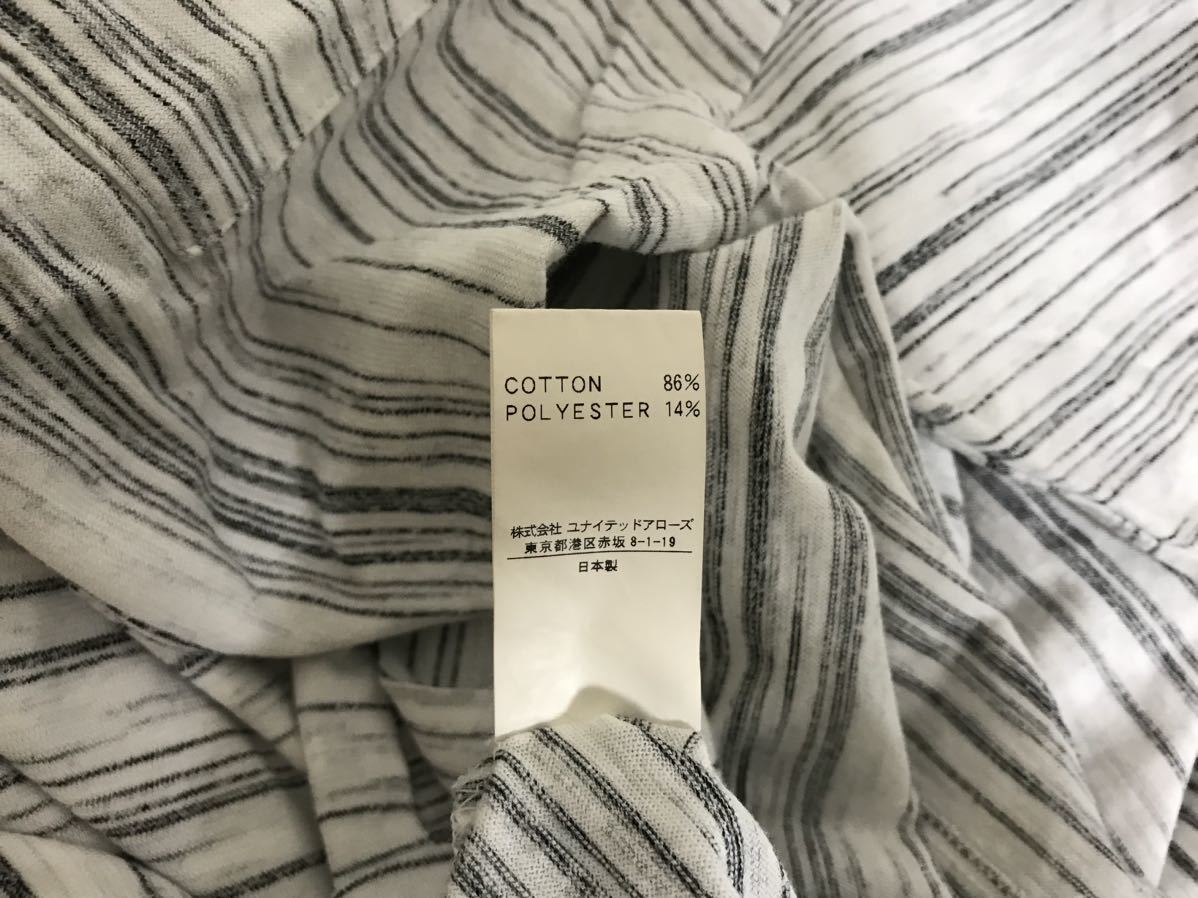 COTTON 86%
POLYESTER 14%
株式会社 ユナイテッドアローズ
東京都港区赤坂 8-1-19
日本製